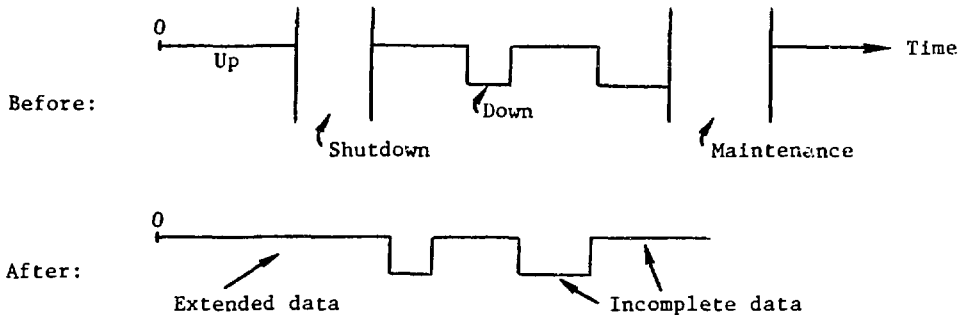 0
Time
Up
Before:
Down
Shutdown
Maintenance
0
After:
Extended data
Incomplete data